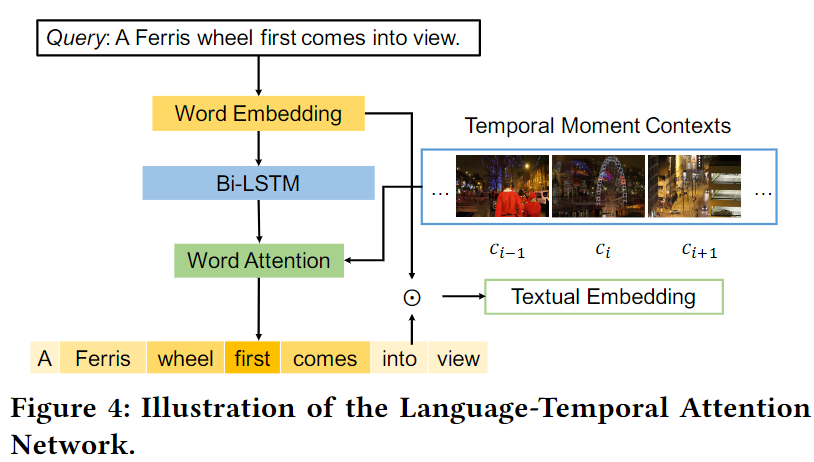 Query: A Ferris wheel first comes into view.
Word Embedding
Temporal Moment Contexts
Bi-LSTM
... ...
Word Attention
c_{i-1} c_i c_{i+1}
⊙
Textual Embedding
A Ferris wheel first comes into view
Figure 4: Illustration of the Language-Temporal Attention
Network.